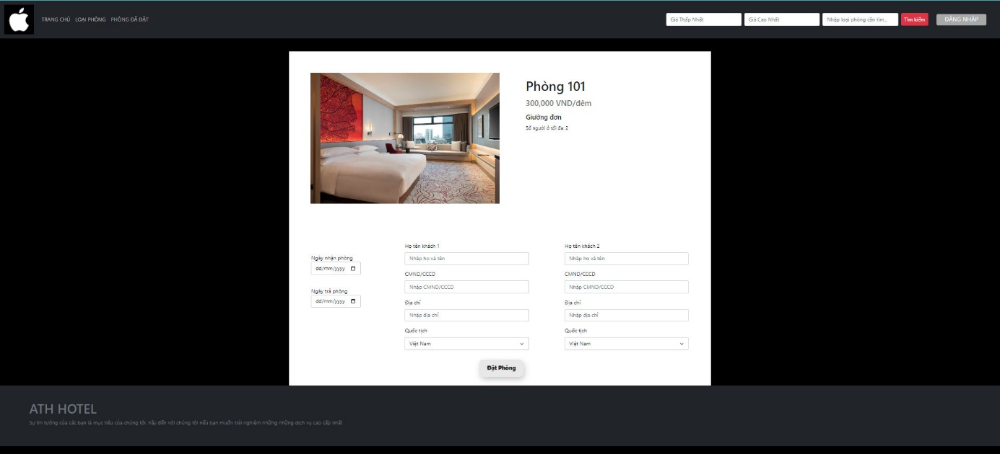 TRANG CHỦ LOẠI PHÒNG PHÒNG ĐÃ ĐẶT
Giá Thấp Nhất Giá Cao Nhất Nhập loại phòng cần tìm... Tìm kiếm ĐĂNG NHẬP
Phòng 101
300,000 VND/đêm
Giường đơn
Số người ở tối đa: 2
Ngày nhận phòng
dd/mm/yyyy
Ngày trả phòng
dd/mm/yyyy
Họ tên khách 1
Nhập họ và tên
CMND/CCCD
Nhập CMND/CCCD
Địa chỉ
Nhập địa chỉ
Quốc tịch
Việt Nam
Họ tên khách 2
Nhập họ và tên
CMND/CCCD
Nhập CMND/CCCD
Địa chỉ
Nhập địa chỉ
Quốc tịch
Việt Nam
Đặt Phòng
ATH HOTEL
Sự tin tưởng của các bạn là mục tiêu của chúng tôi, hãy đến với chúng tôi nếu bạn muốn trải nghiệm những những dịch vụ cao cấp nhất